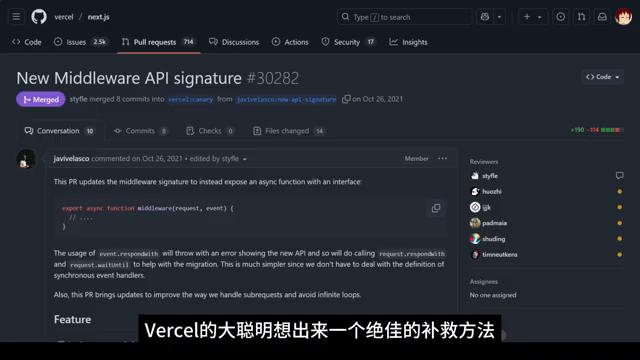 vercel / next.js
Type / to search
Code
Issues 2.5k
Pull requests 714
Discussions
Actions
Security 17
Insights
New Middleware API signature #30282
Code
Merged
styfle merged 8 commits into vercel:canary from javivelasco:new-api-signature on Oct 26, 2021
Conversation 10
Commits 8
Checks 0
Files changed 14
+190 −114
javivelasco commented on Oct 26, 2021 • edited by styfle
Member
This PR updates the middleware signature to instead expose an async function with an interface:
export async function middleware(request, event) {
// ....
}
The usage of event.respondwith will throw with an error showing the new API and so will do calling request.respondwith
and request.waitUntil to help with the migration. This is much simpler since we don't have to deal with the definition of
synchronous event handlers.
Also, this PR brings updates to improve the way we handle subrequests and avoid infinite loops.
Feature
Reviewers
styfle
huozhi
ijjk
padmaia
shuding
timneutkens
Assignees
No one assigned
Vercel的大聪明想出来一个绝佳的补救方法